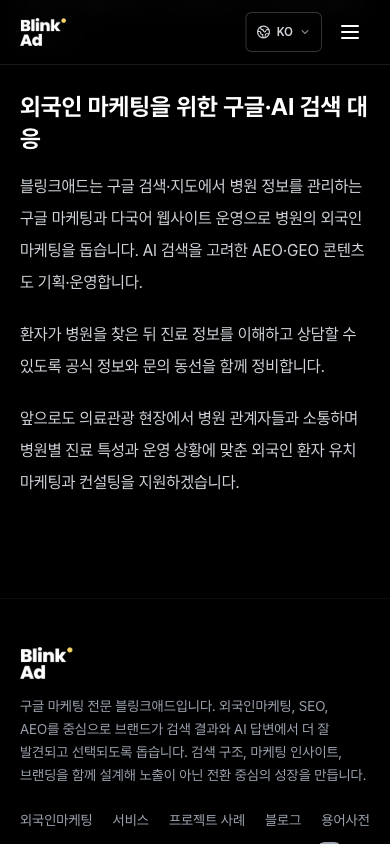 Blink
Ad
KO
외국인 마케팅을 위한 구글·AI 검색 대
응
블링크애드는 구글 검색·지도에서 병원 정보를 관리하는
구글 마케팅과 다국어 웹사이트 운영으로 병원의 외국인
마케팅을 돕습니다. AI 검색을 고려한 AEO·GEO 콘텐츠
도 기획·운영합니다.
환자가 병원을 찾은 뒤 진료 정보를 이해하고 상담할 수
있도록 공식 정보와 문의 동선을 함께 정비합니다.
앞으로도 의료관광 현장에서 병원 관계자들과 소통하며
병원별 진료 특성과 운영 상황에 맞춘 외국인 환자 유치
마케팅과 컨설팅을 지원하겠습니다.
Blink
Ad
구글 마케팅 전문 블링크애드입니다. 외국인마케팅, SEO,
AEO를 중심으로 브랜드가 검색 결과와 AI 답변에서 더 잘
발견되고 선택되도록 돕습니다. 검색 구조, 마케팅 인사이트,
브랜딩을 함께 설계해 노출이 아닌 전환 중심의 성장을 만듭니다.
외국인마케팅 서비스 프로젝트 사례 블로그 용어사전